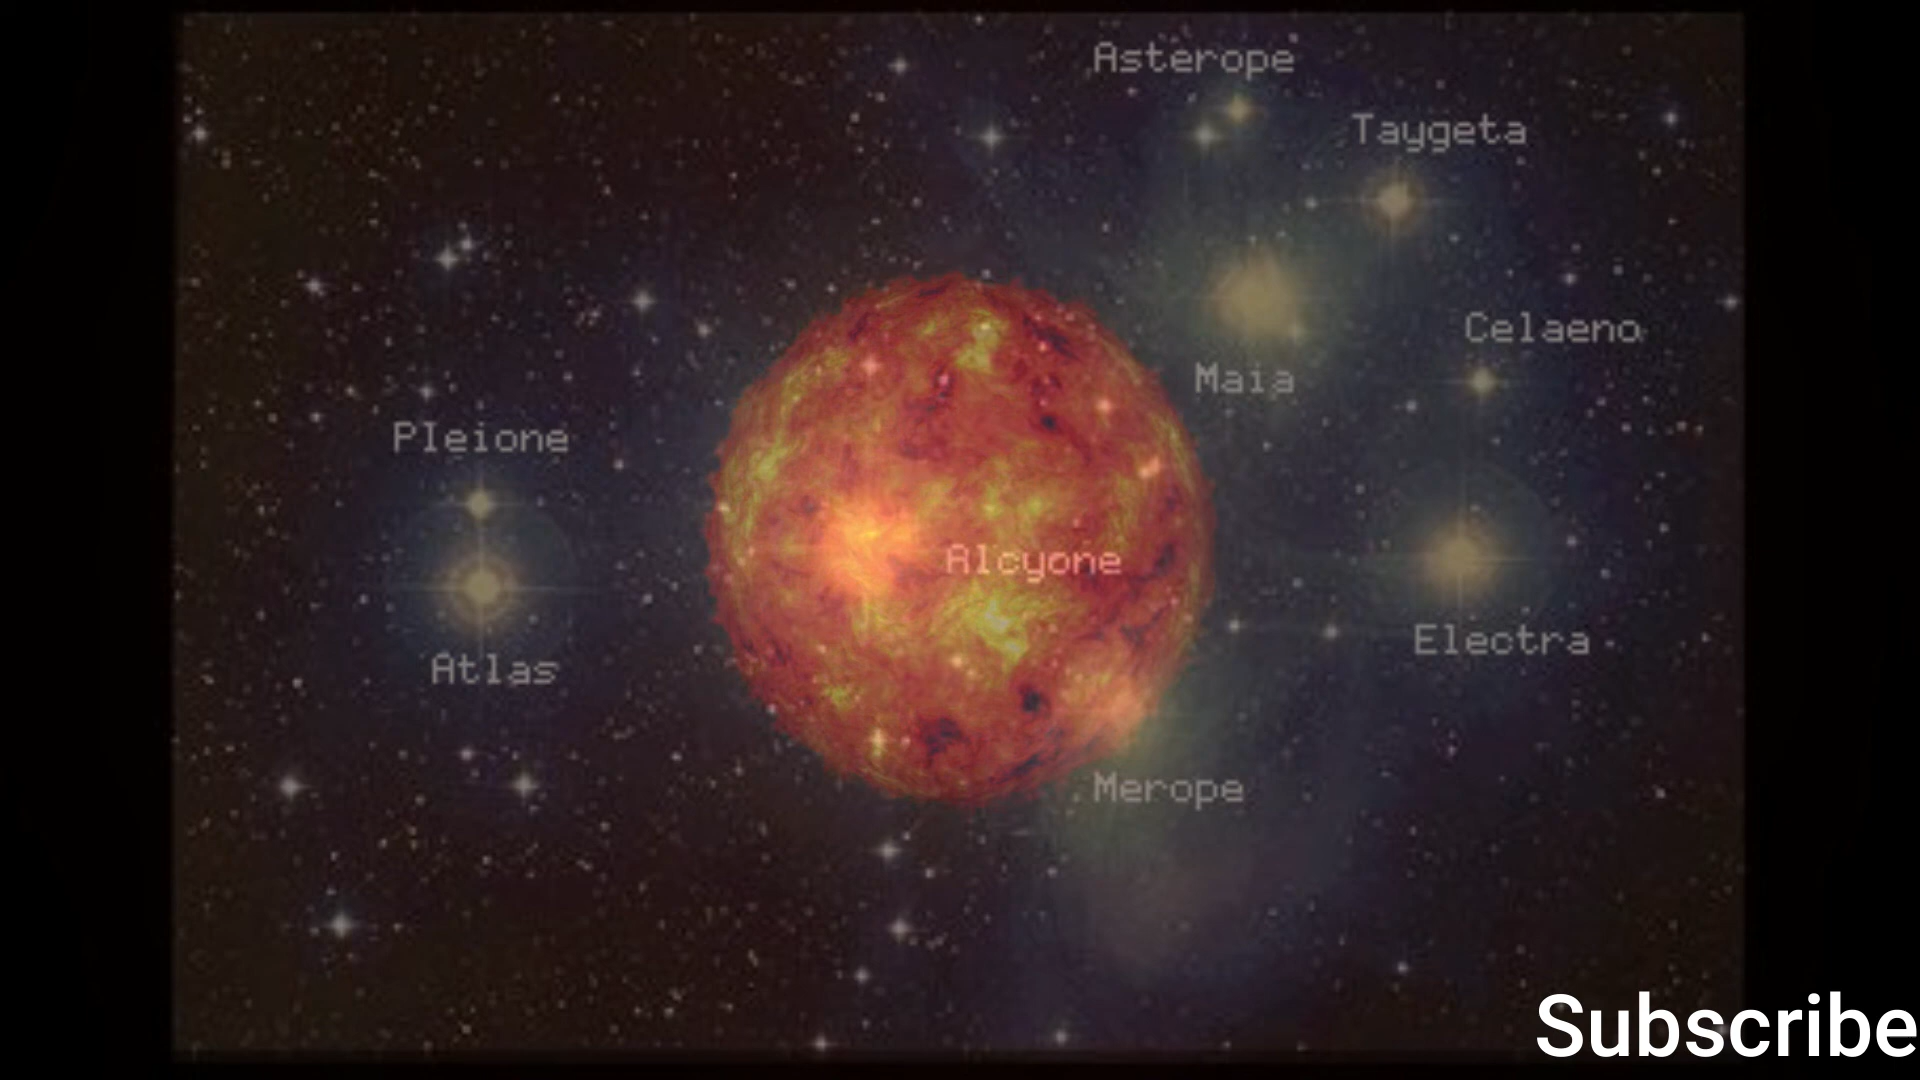 Asterope
Taygeta
Celaeno
Maia
Pleione
Alcyone
Electra
Atlas
Merope
Subscribe